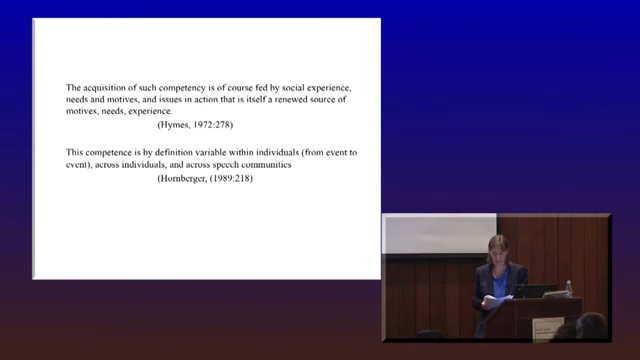 The acquisition of such competency is of course fed by social experience,
needs and motives, and issues in action that is itself a renewed source of
motives, needs, experience.
(Hymes, 1972:278)
This competence is by definition variable within individuals (from event to
event), across individuals, and across speech communities
(Hornberger, (1989:218)